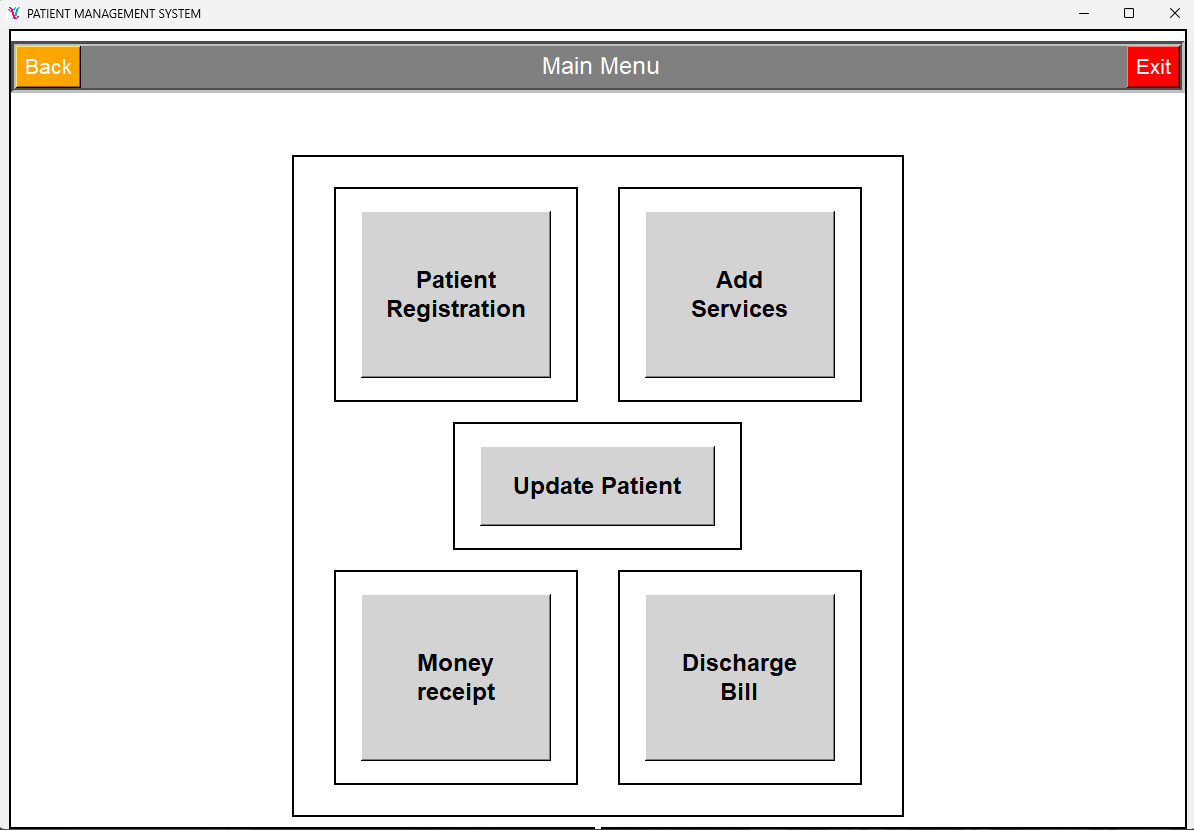 PATIENT MANAGEMENT SYSTEM
Back
Main Menu
Exit
Patient
Registration
Add
Services
Update Patient
Money
receipt
Discharge
Bill